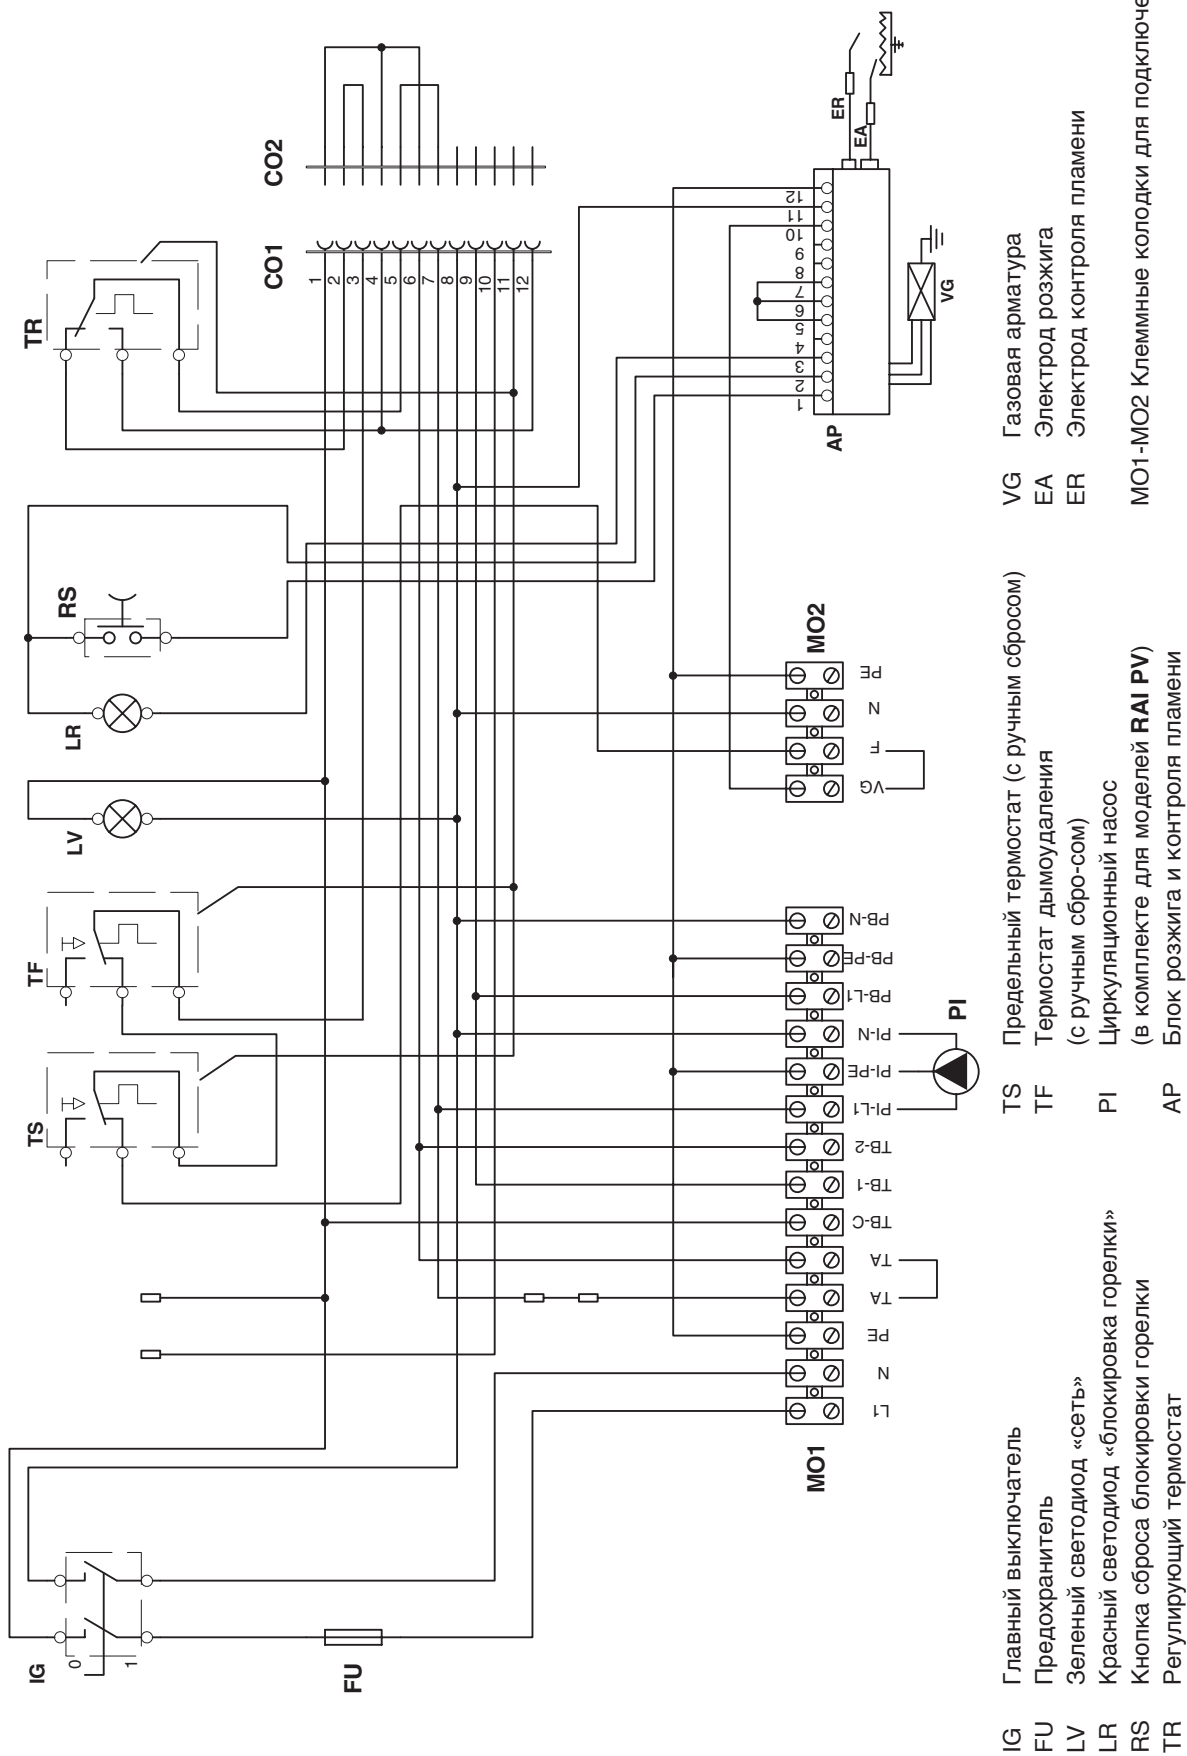 IG
0
1
FU
TS
TF
LV
LR
RS
TR
CO1
CO2
1
2
3
4
5
6
7
8
9
10
11
12
MO1
L1
N
PE
TA
TA
TB-C
TB-1
TB-2
PI-L1
PI-PE
PI-N
PB-L1
PB-PE
PB-N
PI
MO2
VG
F
N
PE
AP
1
2
3
4
5
6
7
8
9
10
11
12
EA
ER
VG
IG Главный выключатель
FU Предохранитель
LV Зеленый светодиод «сеть»
LR Красный светодиод «блокировка горелки»
RS Кнопка сброса блокировки горелки
TR Регулирующий термостат
TS Предельный термостат (с ручным сбросом)
TF Термостат дымоудаления
(с ручным сбро-сом)
PI Циркуляционный насос
(в комплекте для моделей RAI PV)
AP Блок розжига и контроля пламени
VG Газовая арматура
EA Электрод розжига
ER Электрод контроля пламени
MO1-MO2 Клеммные колодки для подключе